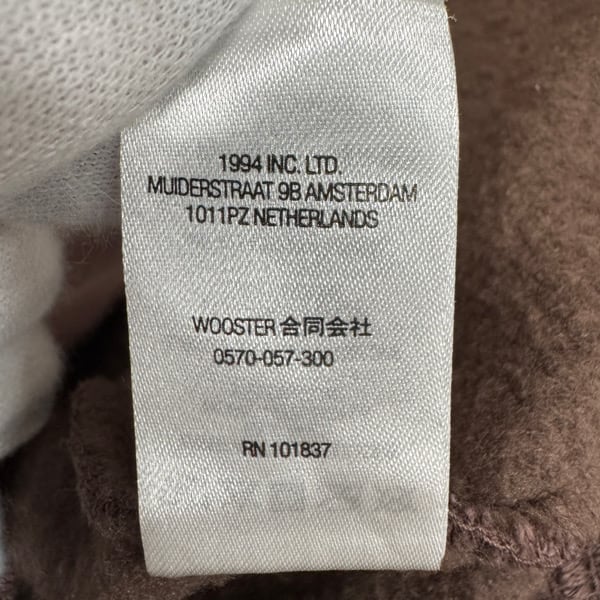 1994 INC. LTD.
MUIDERSTRAAT 9B AMSTERDAM
1011PZ NETHERLANDS
WOOSTER 合同会社
0570-057-300
RN 101837